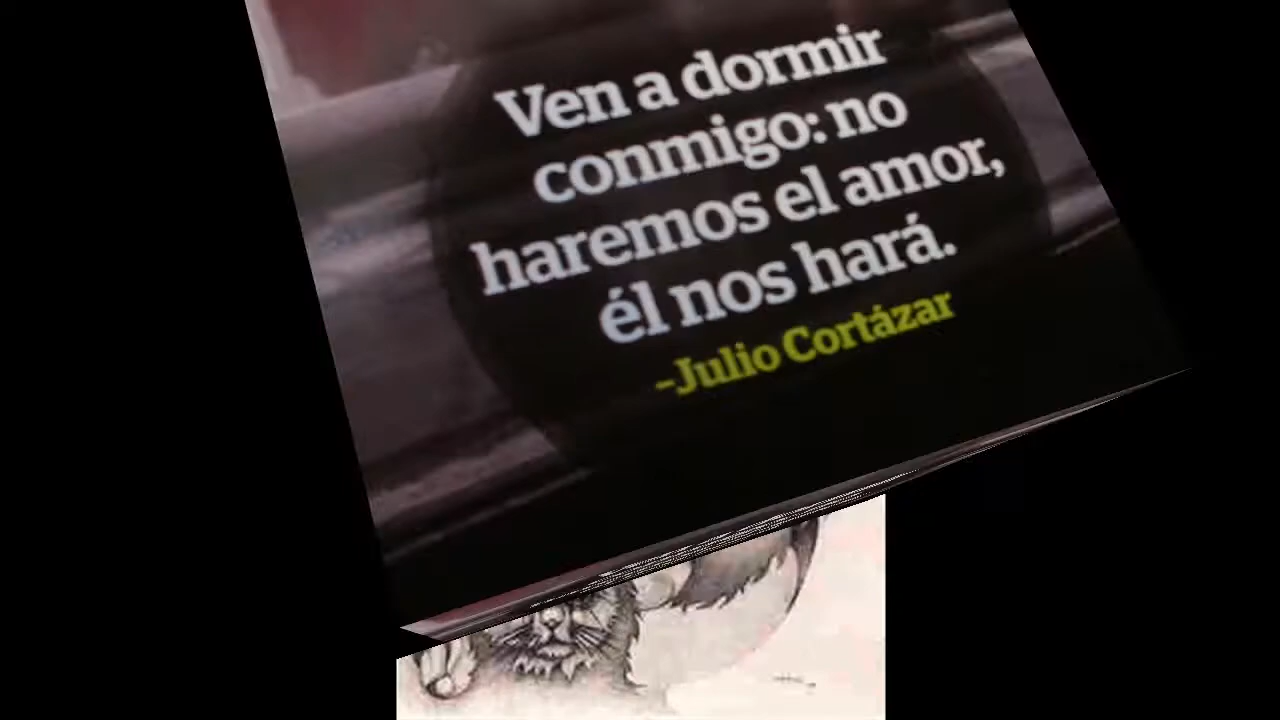 Ven a dormir
conmigo: no
haremos el amor,
él nos hará.
-Julio Cortázar